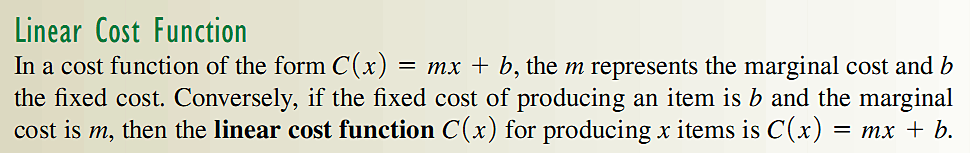 Linear Cost Function
In a cost function of the form C(x) = mx + b, the m represents the marginal cost and b
the fixed cost. Conversely, if the fixed cost of producing an item is b and the marginal
cost is m, then the linear cost function C(x) for producing x items is C(x) = mx + b.